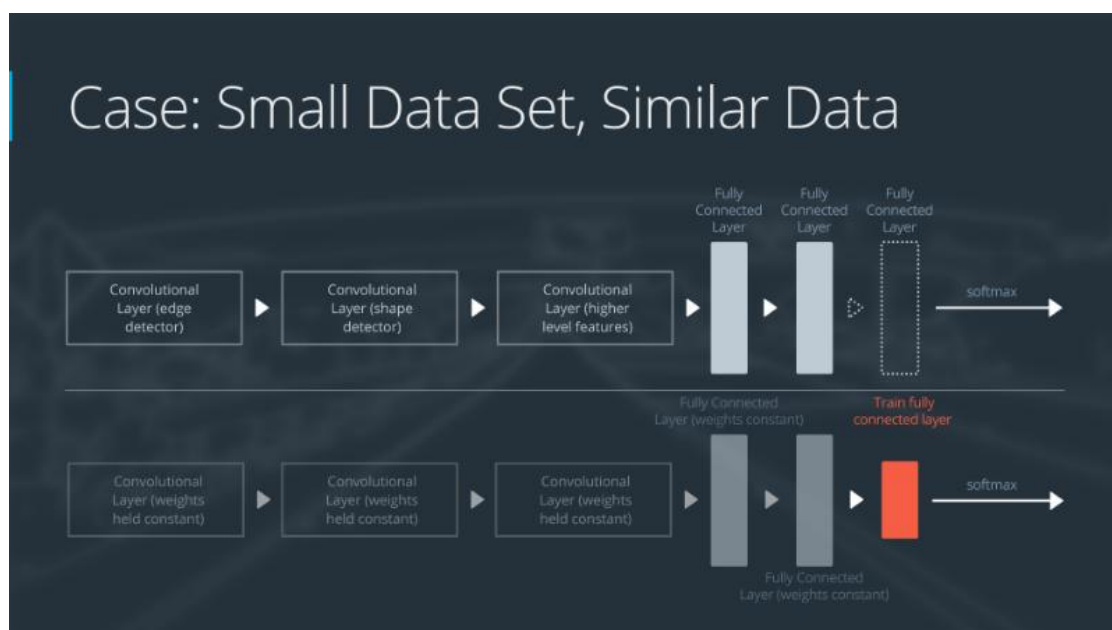 Case: Small Data Set, Similar Data
Fully
Connected
Layer
Fully
Connected
Layer
Fully
Connected
Layer
Convolutional
Layer (edge
detector)
Convolutional
Layer (shape
detector)
Convolutional
Layer (higher
level features)
softmax
Fully Connected
Layer (weights constant)
Train fully
connected layer
Convolutional
Layer (weights
held constant)
Convolutional
Layer (weights
held constant)
Convolutional
Layer (weights
held constant)
softmax
Fully Connected
Layer (weights constant)